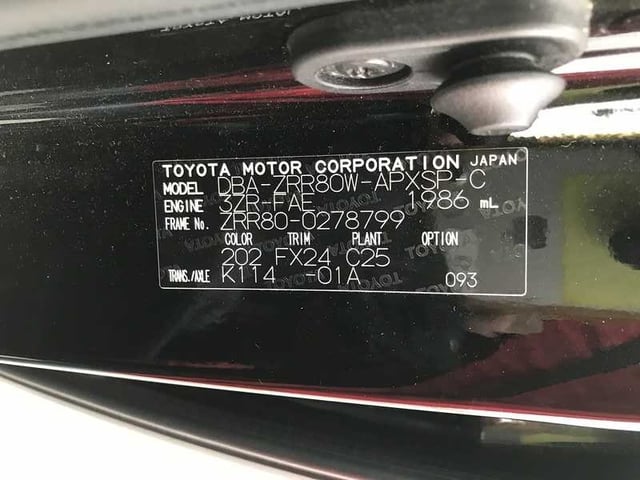 TOYOTA MOTOR CORPORATION JAPAN
MODEL DBA-ZRR80W-APXSP-C
ENGINE 3ZR-FAE 1986 mL
FRAME No. ZRR80-0278799
COLOR TRIM PLANT OPTION
202 FX24 C25
TRANS./AXLE K114 -01A 093